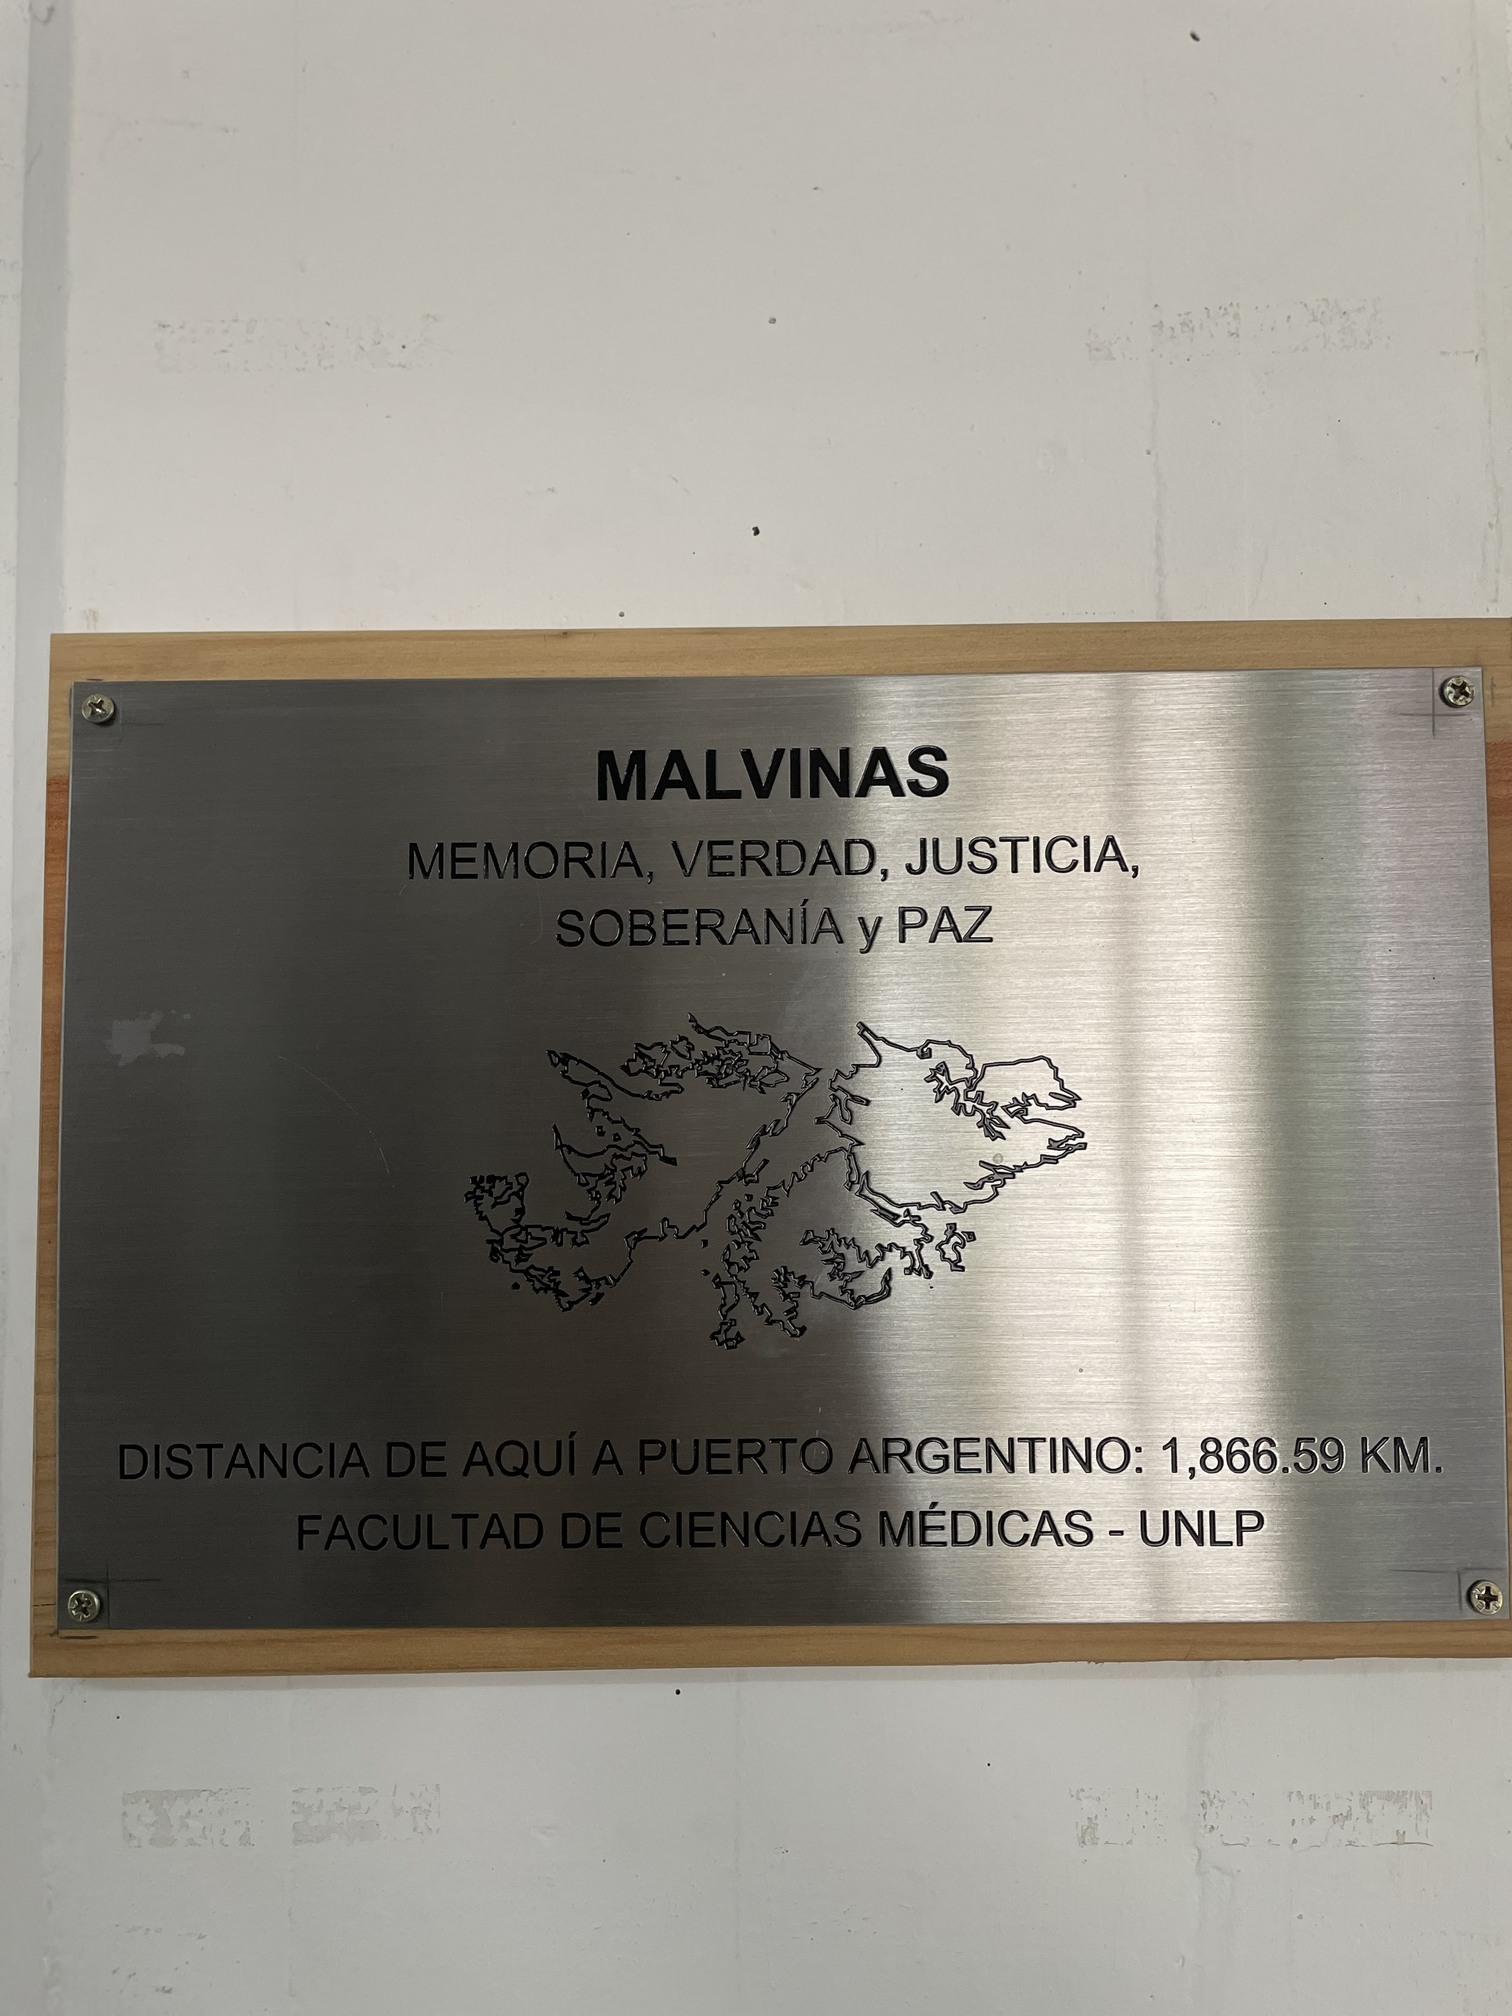 MALVINAS
MEMORIA, VERDAD, JUSTICIA,
SOBERANÍA y PAZ
DISTANCIA DE AQUÍ A PUERTO ARGENTINO: 1,866.59 KM.
FACULTAD DE CIENCIAS MÉDICAS - UNLP